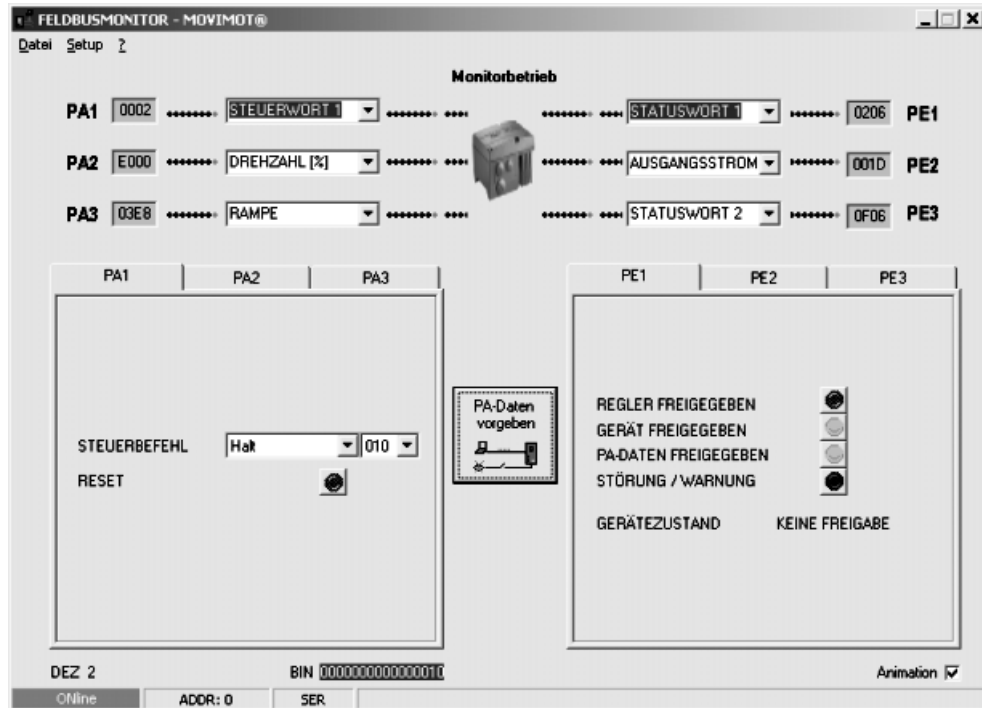 FELDBUSMONITOR - MOVIMOT®
Datei Setup ?
Monitorbetrieb
PA1 0002 STEUERWORT 1 STATUSWORT 1 0206 PE1
PA2 E000 DREHZAHL [%] AUSGANGSSTROM 001D PE2
PA3 03E8 RAMPE STATUSWORT 2 0F06 PE3
PA1 PA2 PA3 PE1 PE2 PE3
PA-Daten
vorgeben
STEUERBEFEHL Halt 010
RESET
REGLER FREIGEGEBEN
GERÄT FREIGEGEBEN
PA-DATEN FREIGEGEBEN
STÖRUNG / WARNUNG
GERÄTEZUSTAND KEINE FREIGABE
DEZ 2 BIN 0000000000000010 Animation
ONline ADDR: 0 SER